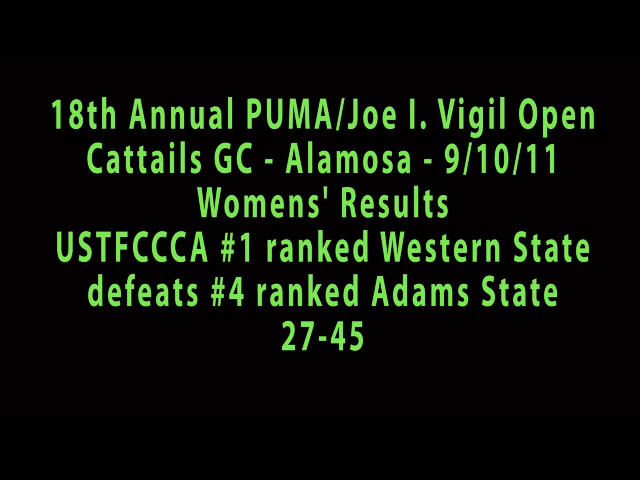 18th Annual PUMA/Joe I. Vigil Open
Cattails GC - Alamosa - 9/10/11
Womens' Results
USTFCCCA #1 ranked Western State
defeats #4 ranked Adams State
27-45